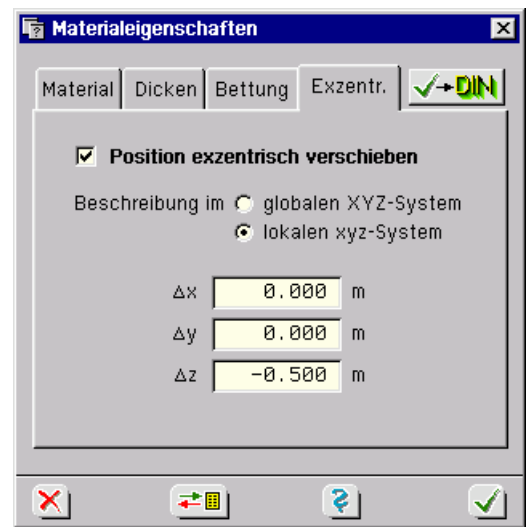 Materialeigenschaften
Material Dicken Bettung Exzentr. DIN
Position exzentrisch verschieben
Beschreibung im globalen XYZ-System
lokalen xyz-System
Δx 0.000 m
Δy 0.000 m
Δz -0.500 m